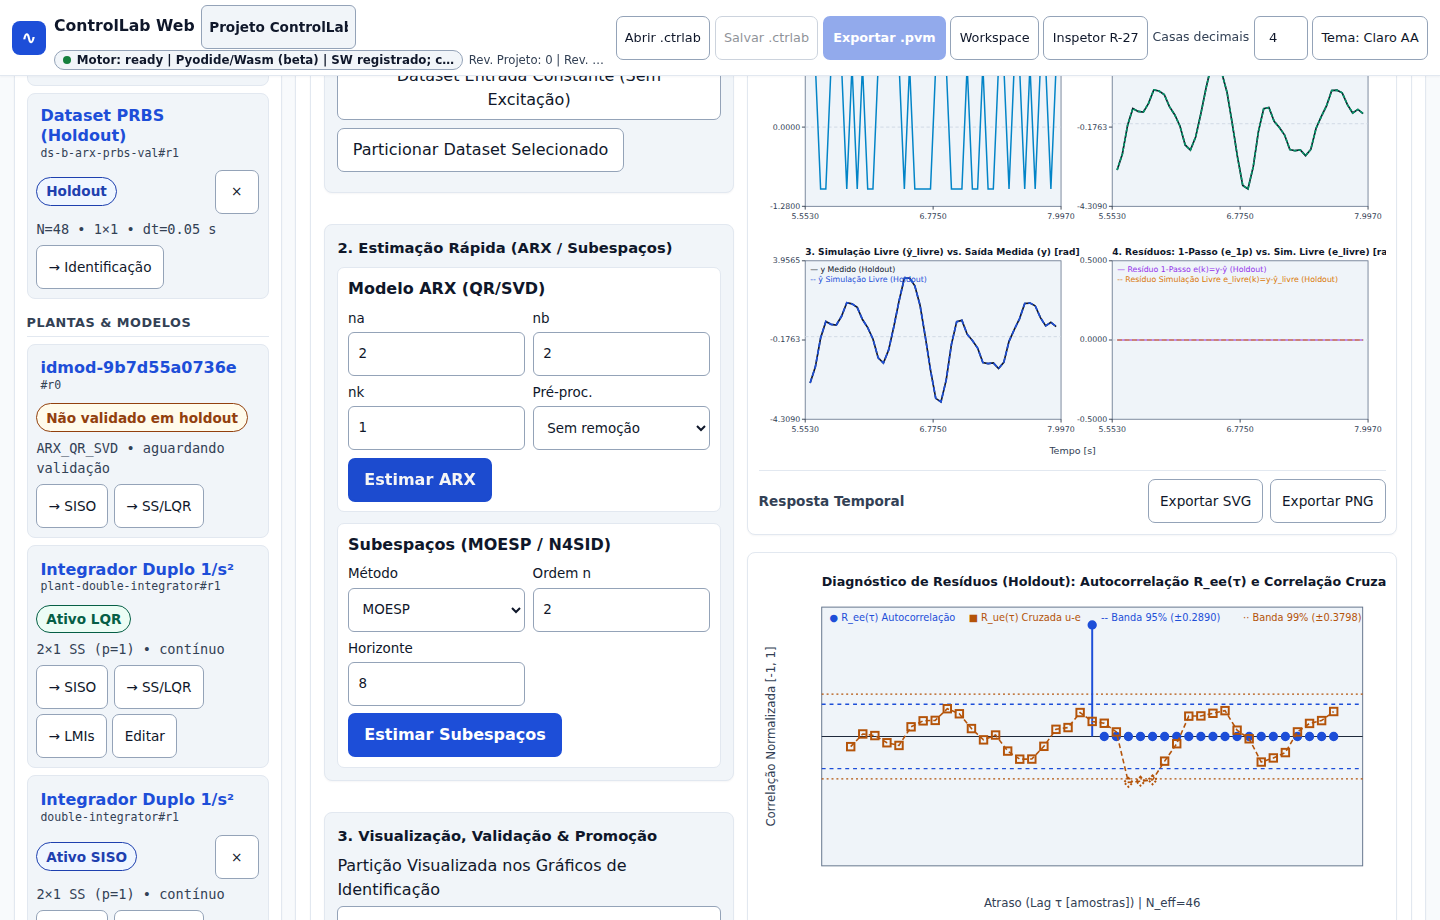 ∿
ControlLab Web
Projeto ControlLab
Motor: ready | Pyodide/Wasm (beta) | SW registrado; c...
Rev. Projeto: 0 | Rev. ...
Abrir .ctrlab
Salvar .ctrlab
Exportar .pvm
Workspace
Inspetor R-27
Casas decimais
4
Tema: Claro AA
Dataset PRBS
(Holdout)
ds-b-arx-prbs-val#r1
Holdout
×
N=48 • 1×1 • dt=0.05 s
→ Identificação
PLANTAS & MODELOS
idmod-9b7d55a0736e
#r0
Não validado em holdout
ARX_QR_SVD • aguardando
validação
→ SISO
→ SS/LQR
Integrador Duplo 1/s²
plant-double-integrator#r1
Ativo LQR
2×1 SS (p=1) • contínuo
→ SISO
→ SS/LQR
→ LMIs
Editar
Integrador Duplo 1/s²
double-integrator#r1
Ativo SISO
×
2×1 SS (p=1) • contínuo
Dataset Entrada Constante (Sem
Excitação)
Particionar Dataset Selecionado
2. Estimação Rápida (ARX / Subespaços)
Modelo ARX (QR/SVD)
na
nb
2
2
nk
Pré-proc.
1
Sem remoção
Estimar ARX
Subespaços (MOESP / N4SID)
Método
Ordem n
MOESP
2
Horizonte
8
Estimar Subespaços
3. Visualização, Validação & Promoção
Partição Visualizada nos Gráficos de
Identificação
0.0000
-1.2800
5.5530
6.7750
7.9970
-0.1763
-4.3090
5.5530
6.7750
7.9970
3. Simulação Livre (ŷ_livre) vs. Saída Medida (y) [rad]
3.9565
— y Medido (Holdout)
-- ŷ Simulação Livre (Holdout)
-0.1763
-4.3090
5.5530
6.7750
7.9970
4. Resíduos: 1-Passo (e_1p) vs. Sim. Livre (e_livre) [ra
0.5000
— Resíduo 1-Passo e(k)=y-ŷ (Holdout)
-- Resíduo Simulação Livre e_livre(k)=y-ŷ_livre (Holdout)
0.0000
-0.5000
5.5530
6.7750
7.9970
Tempo [s]
Resposta Temporal
Exportar SVG
Exportar PNG
Diagnóstico de Resíduos (Holdout): Autocorrelação R_ee(τ) e Correlação Cruza
● R_ee(τ) Autocorrelação
■ R_ue(τ) Cruzada u-e
-- Banda 95% (±0.2890)
·· Banda 99% (±0.3798)
Correlação Normalizada [-1, 1]
Atraso (Lag τ [amostras]) | N_eff=46